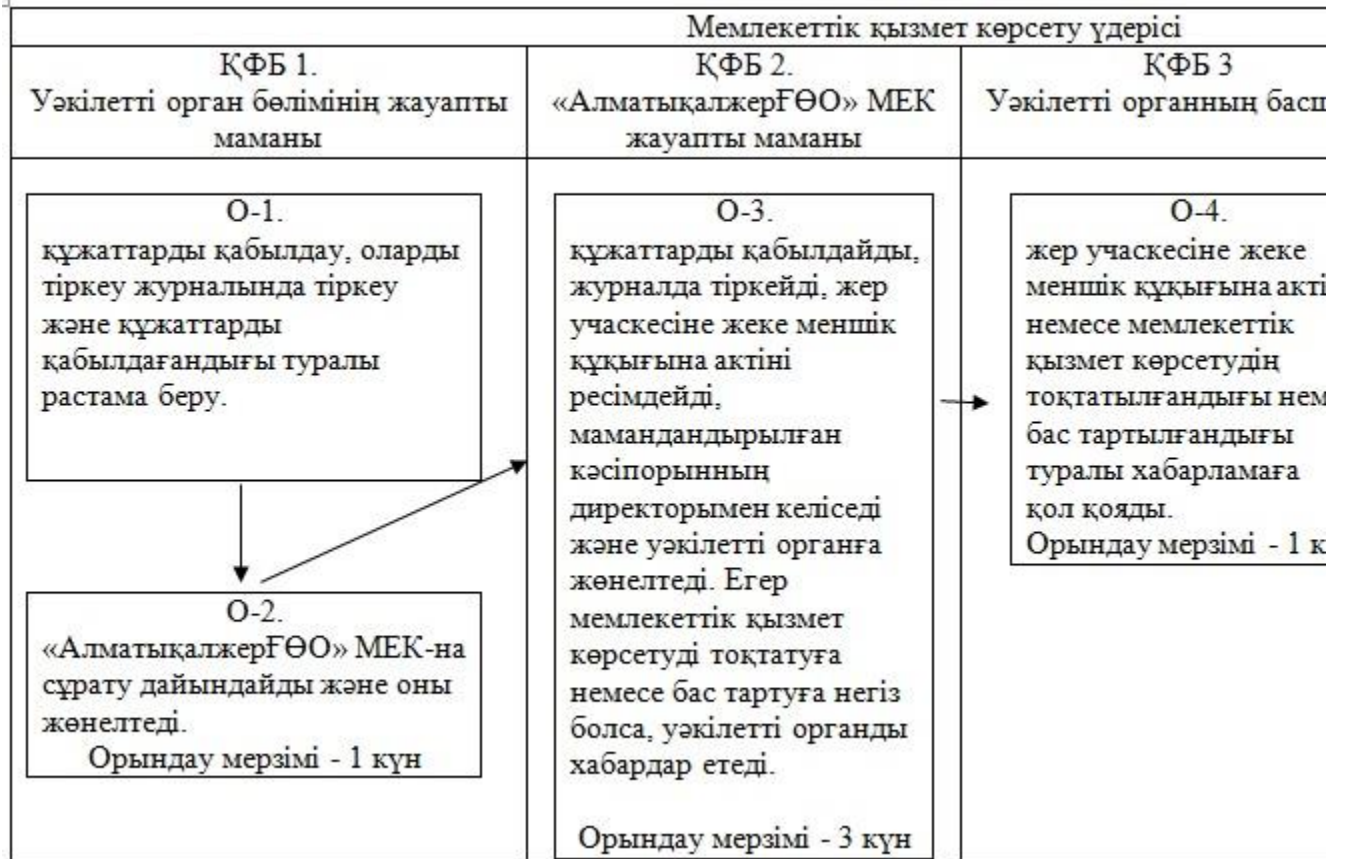 Мемлекеттік қызмет көрсету үдерісі
ҚФБ 1.
Уәкілетті орган бөлімінің жауапты
маманы
ҚФБ 2.
«АлматықалжерҒӨО» МЕК
жауапты маманы
ҚФБ 3
Уәкілетті органның
О-1.
құжаттарды қабылдау, оларды
тіркеу журналында тіркеу
және құжаттарды
қабылдағандығы туралы
растама беру.
О-2.
«АлматықалжерҒӨО» МЕК-на
сұрату дайындайды және оны
жөнелтеді.
Орындау мерзімі - 1 күн
О-3.
құжаттарды қабылдайды,
журналда тіркейді, жер
учаскесіне жеке меншік
құқығына актіні
ресімдейді,
мамандандырылған
кәсіпорынның
директорымен келіседі
және уәкілетті органға
жөнелтеді. Егер
мемлекеттік қызмет
көрсетуді тоқтатуға
немесе бас тартуға негіз
болса, уәкілетті органды
хабардар етеді.
Орындау мерзімі - 3 күн
О-4.
жер учаскесіне жеке
меншік құқығына
немесе мемлекеттік
қызмет көрсетудің
тоқтатылғандығы
бас тартылғандығы
туралы хабарламаға
қол қояды.
Орындау мерзімі - 1